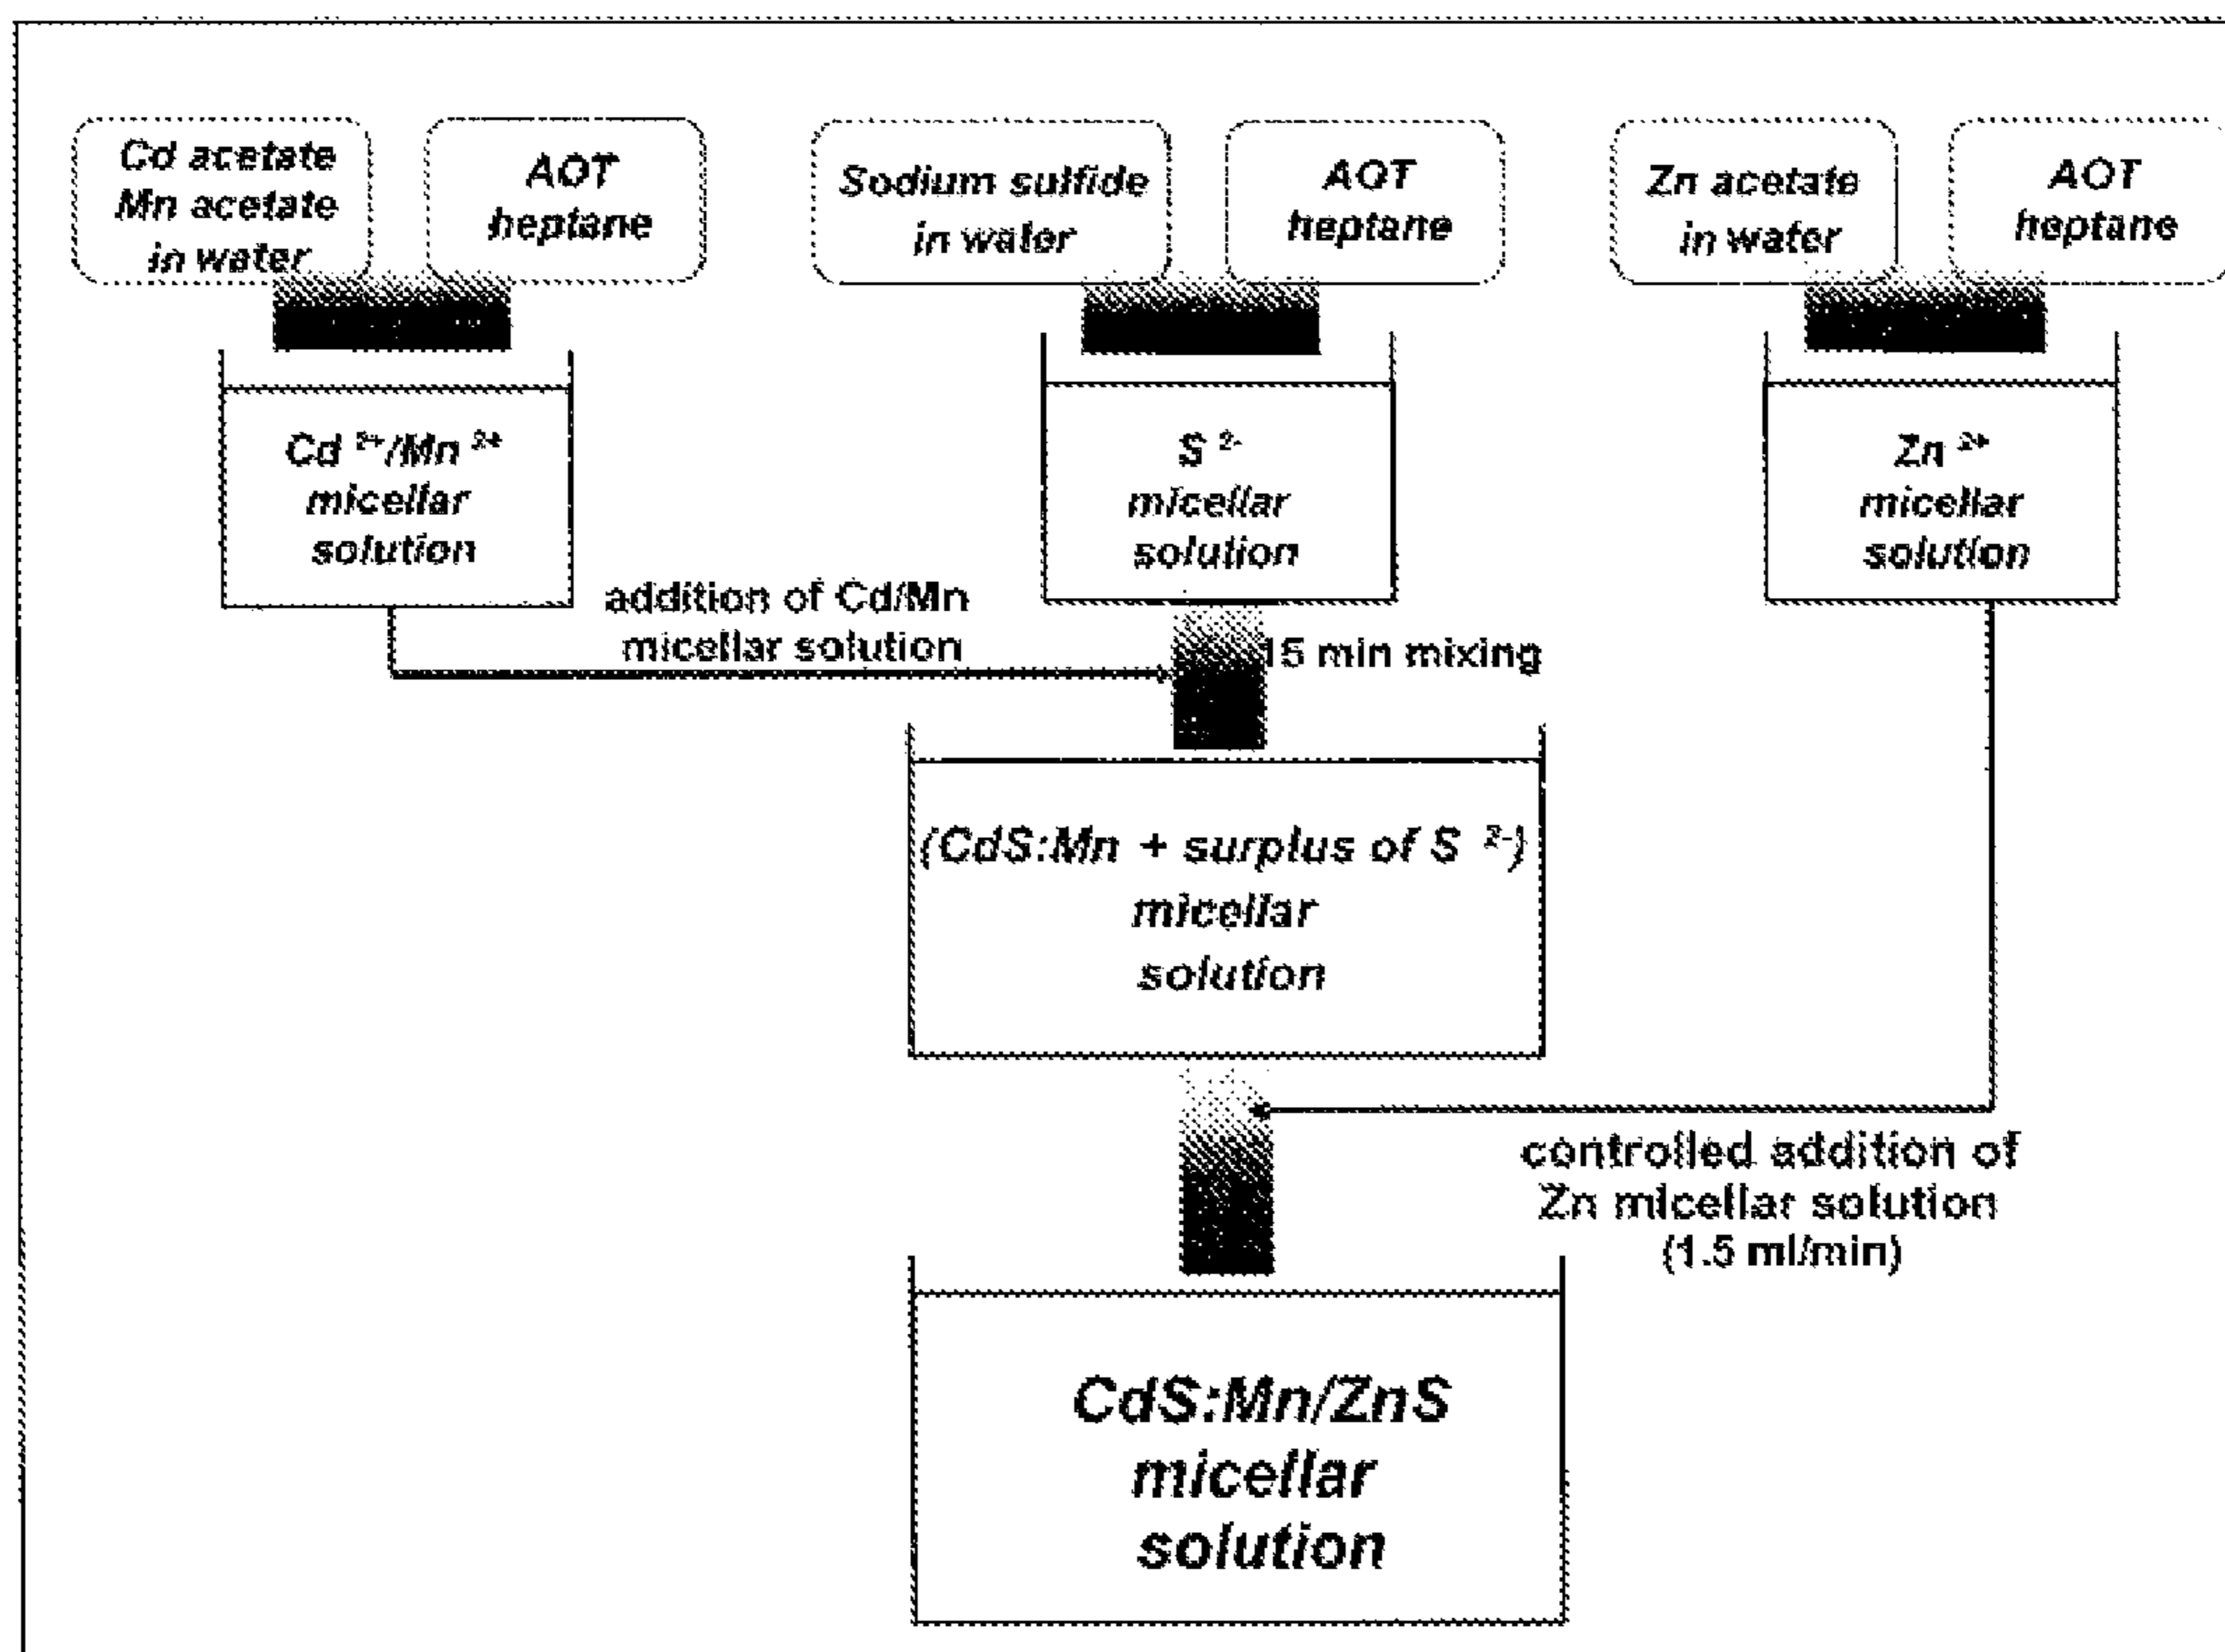 Cd acetate
Mn acetate
in water
AOT
heptane
Sodium sulfide
in water
AOT
heptane
Zn acetate
in water
AOT
heptane
Cd 2+/Mn 2+
micellar
solution
S 2-
micellar
solution
Zn 2+
micellar
solution
addition of Cd/Mn
micellar solution
15 min mixing
(CdS:Mn + surplus of S 2-)
micellar
solution
controlled addition of
Zn micellar solution
(1.5 ml/min)
CdS:Mn/ZnS
micellar
solution